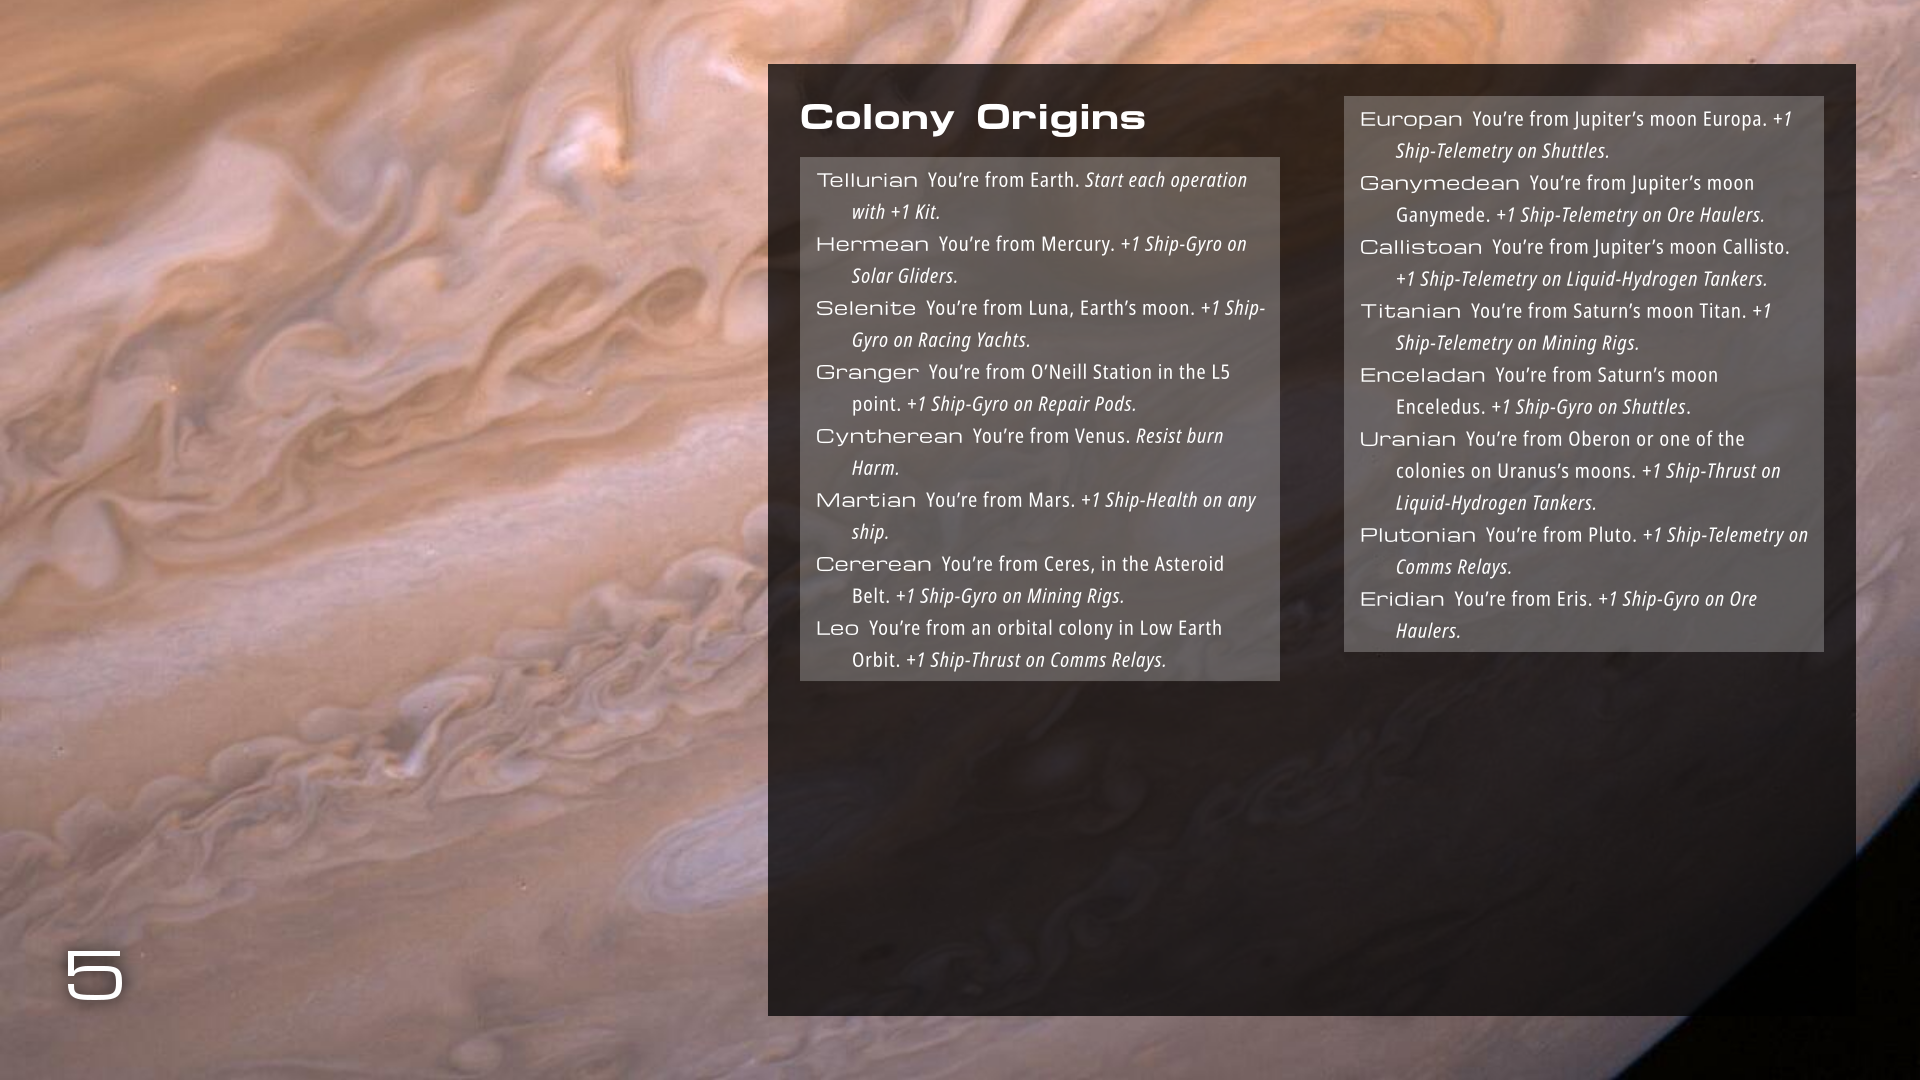 Colony Origins
Tellurian You’re from Earth. Start each operation
with +1 Kit.
Hermean You’re from Mercury. +1 Ship-Gyro on
Solar Gliders.
Selenite You’re from Luna, Earth’s moon. +1 Ship-
Gyro on Racing Yachts.
Granger You’re from O’Neill Station in the L5
point. +1 Ship-Gyro on Repair Pods.
Cyntherean You’re from Venus. Resist burn
Harm.
Martian You’re from Mars. +1 Ship-Health on any
ship.
Cererean You’re from Ceres, in the Asteroid
Belt. +1 Ship-Gyro on Mining Rigs.
Leo You’re from an orbital colony in Low Earth
Orbit. +1 Ship-Thrust on Comms Relays.
Europan You’re from Jupiter’s moon Europa. +1
Ship-Telemetry on Shuttles.
Ganymedean You’re from Jupiter’s moon
Ganymede. +1 Ship-Telemetry on Ore Haulers.
Callistoan You’re from Jupiter’s moon Callisto.
+1 Ship-Telemetry on Liquid-Hydrogen Tankers.
Titanian You’re from Saturn’s moon Titan. +1
Ship-Telemetry on Mining Rigs.
Enceladan You’re from Saturn’s moon
Enceledus. +1 Ship-Gyro on Shuttles.
Uranian You’re from Oberon or one of the
colonies on Uranus’s moons. +1 Ship-Thrust on
Liquid-Hydrogen Tankers.
Plutonian You’re from Pluto. +1 Ship-Telemetry on
Comms Relays.
Eridian You’re from Eris. +1 Ship-Gyro on Ore
Haulers.
5